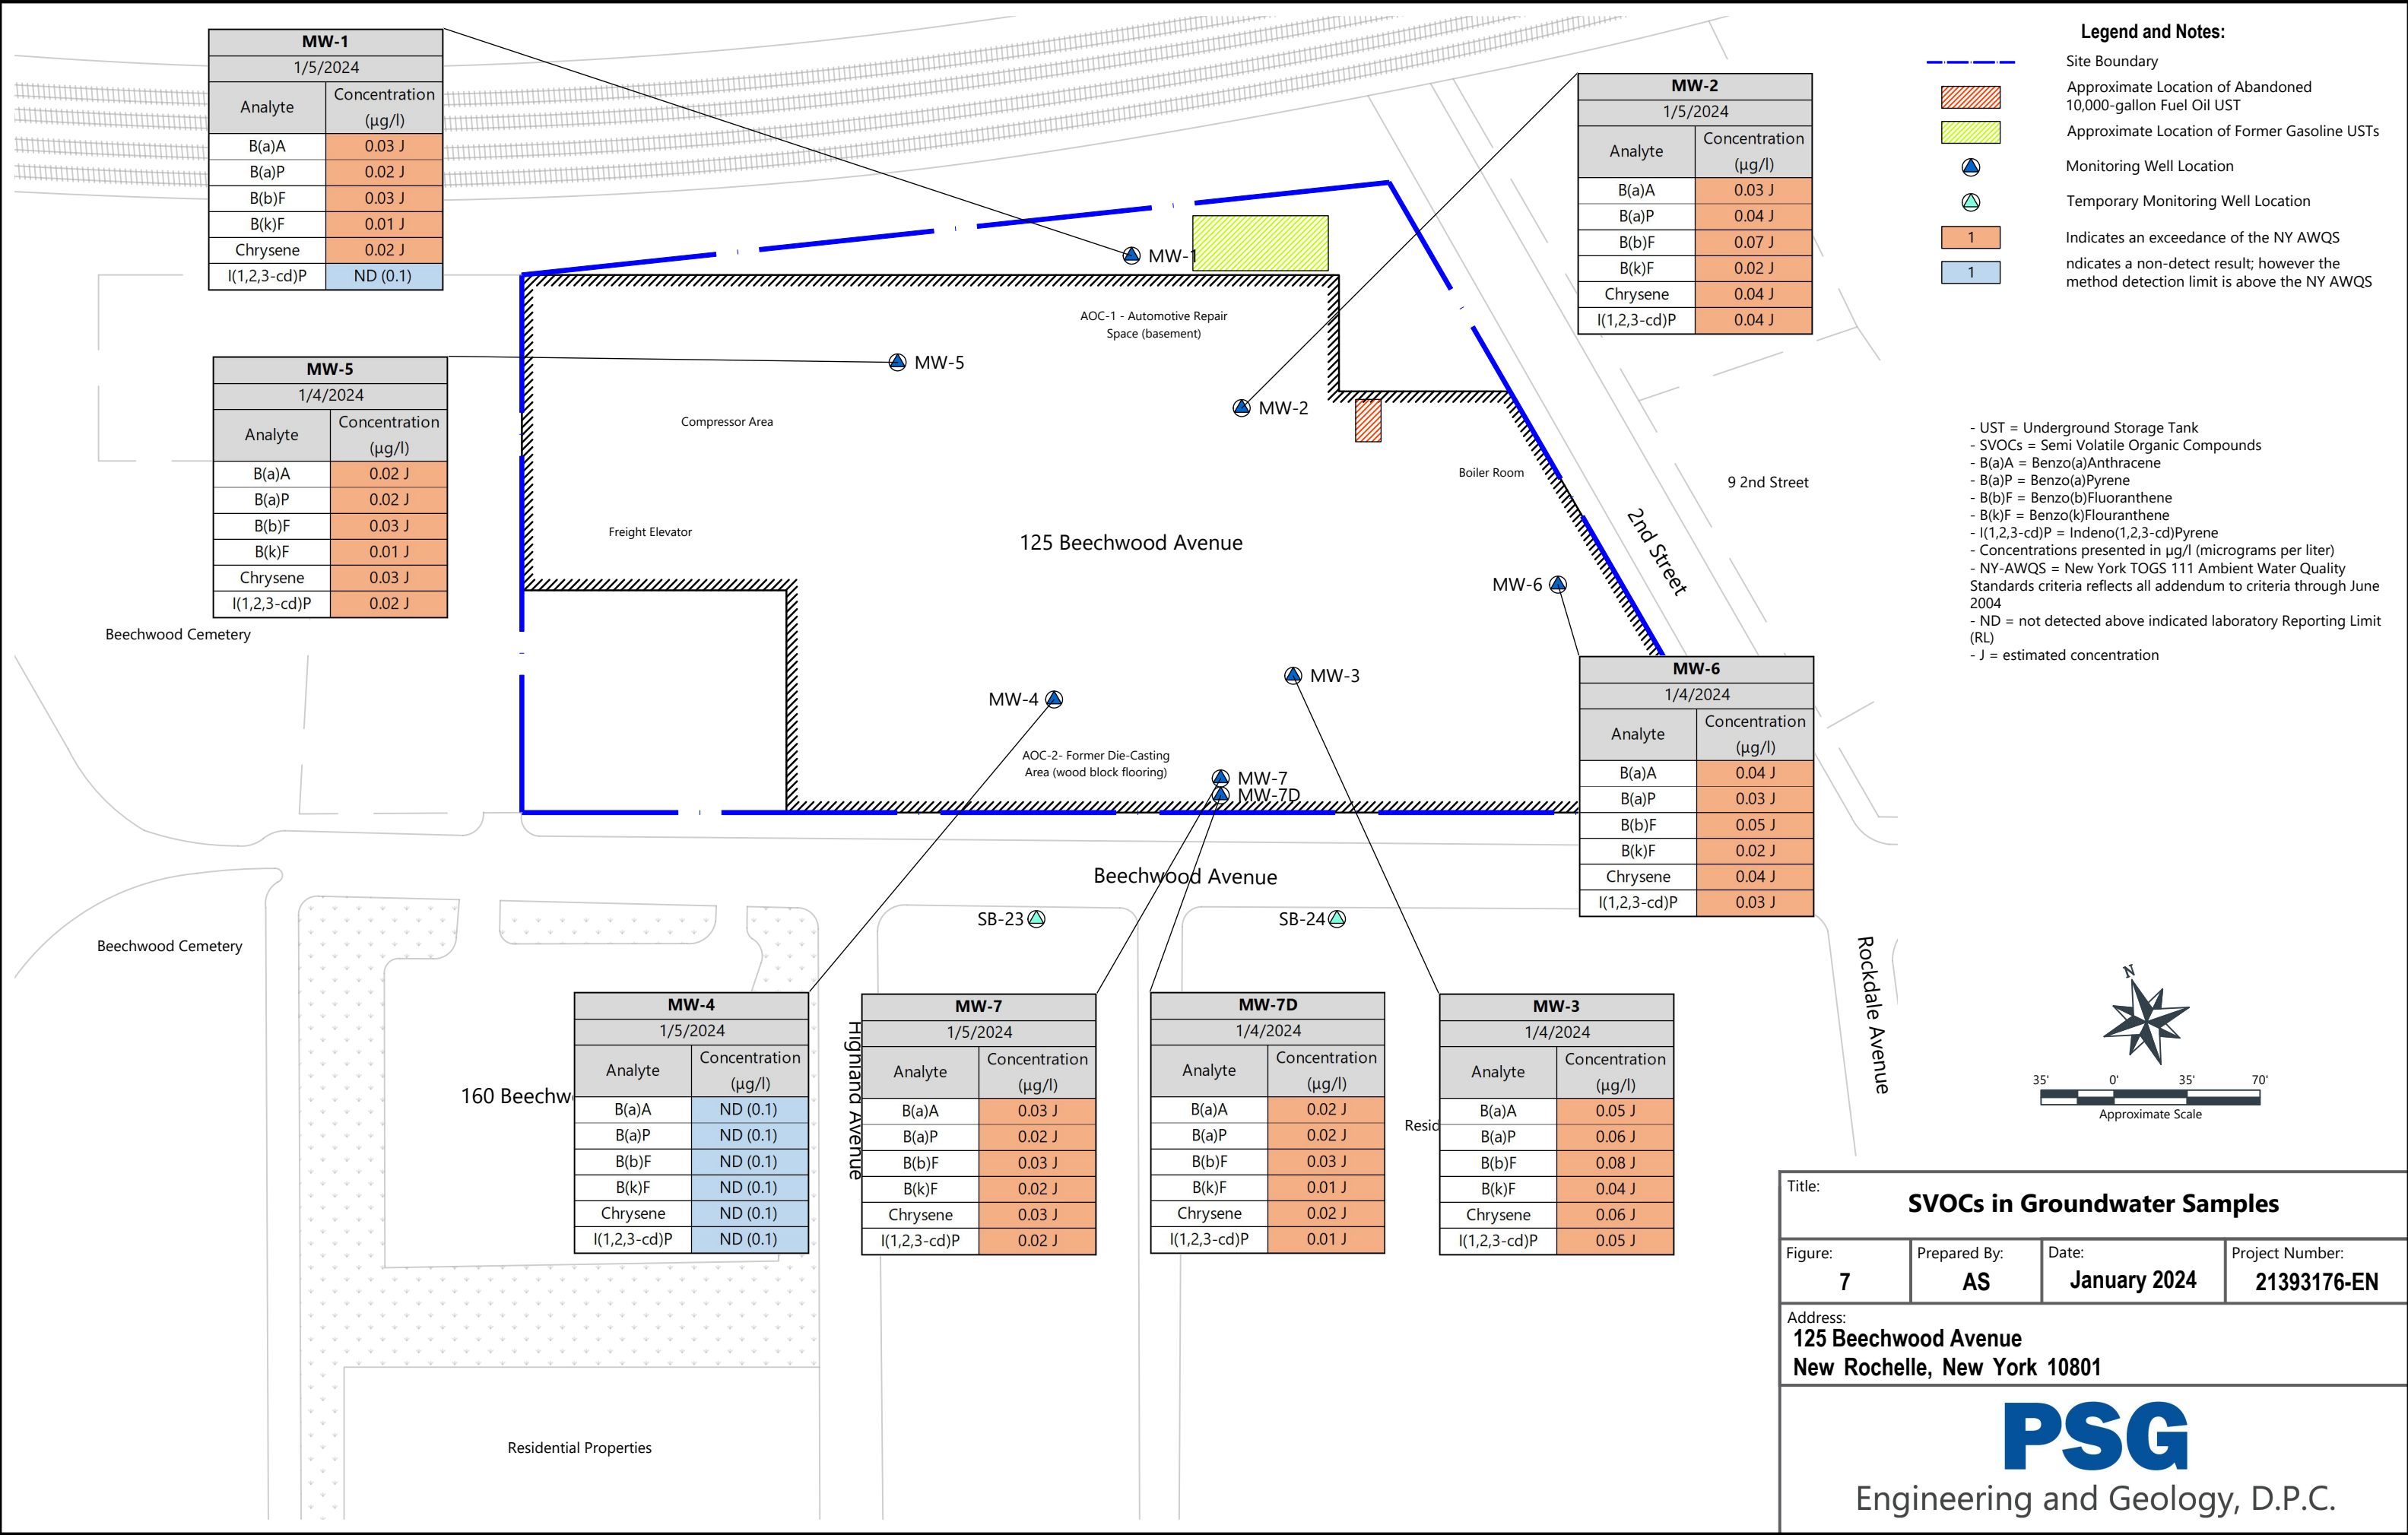 MW-1
1/5/2024
Analyte
Concentration
(µg/l)
B(a)A 0.03 J
B(a)P 0.02 J
B(b)F 0.03 J
B(k)F 0.01 J
Chrysene 0.02 J
I(1,2,3-cd)P ND (0.1)
MW-2
1/5/2024
Analyte
Concentration
(µg/l)
B(a)A 0.03 J
B(a)P 0.04 J
B(b)F 0.07 J
B(k)F 0.02 J
Chrysene 0.04 J
I(1,2,3-cd)P 0.04 J
Legend and Notes:
Site Boundary
Approximate Location of Abandoned
10,000-gallon Fuel Oil UST
Approximate Location of Former Gasoline USTs
Monitoring Well Location
Temporary Monitoring Well Location
1 Indicates an exceedance of the NY AWQS
1 ndicates a non-detect result; however the
method detection limit is above the NY AWQS
- UST = Underground Storage Tank
- SVOCs = Semi Volatile Organic Compounds
- B(a)A = Benzo(a)Anthracene
- B(a)P = Benzo(a)Pyrene
- B(b)F = Benzo(b)Fluoranthene
- B(k)F = Benzo(k)Flouranthene
- I(1,2,3-cd)P = Indeno(1,2,3-cd)Pyrene
- Concentrations presented in µg/l (micrograms per liter)
- NY-AWQS = New York TOGS 111 Ambient Water Quality
Standards criteria reflects all addendum to criteria through June
2004
- ND = not detected above indicated laboratory Reporting Limit
(RL)
- J = estimated concentration
MW-1
AOC-1 - Automotive Repair
Space (basement)
MW-5
MW-2
Compressor Area
Boiler Room
9 2nd Street
Freight Elevator
125 Beechwood Avenue
2nd Street
MW-6
MW-3
MW-4
AOC-2- Former Die-Casting
Area (wood block flooring)
MW-7
MW-7D
MW-5
1/4/2024
Analyte
Concentration
(µg/l)
B(a)A 0.02 J
B(a)P 0.02 J
B(b)F 0.03 J
B(k)F 0.01 J
Chrysene 0.03 J
I(1,2,3-cd)P 0.02 J
Beechwood Cemetery
MW-6
1/4/2024
Analyte
Concentration
(µg/l)
B(a)A 0.04 J
B(a)P 0.03 J
B(b)F 0.05 J
B(k)F 0.02 J
Chrysene 0.04 J
I(1,2,3-cd)P 0.03 J
Beechwood Avenue
SB-23
SB-24
Beechwood Cemetery
Rockdale Avenue
160 Beechw
Highland Avenue
Resid
MW-4
1/5/2024
Analyte
Concentration
(µg/l)
B(a)A ND (0.1)
B(a)P ND (0.1)
B(b)F ND (0.1)
B(k)F ND (0.1)
Chrysene ND (0.1)
I(1,2,3-cd)P ND (0.1)
MW-7
1/5/2024
Analyte
Concentration
(µg/l)
B(a)A 0.03 J
B(a)P 0.02 J
B(b)F 0.03 J
B(k)F 0.02 J
Chrysene 0.03 J
I(1,2,3-cd)P 0.02 J
MW-7D
1/4/2024
Analyte
Concentration
(µg/l)
B(a)A 0.02 J
B(a)P 0.02 J
B(b)F 0.03 J
B(k)F 0.01 J
Chrysene 0.02 J
I(1,2,3-cd)P 0.01 J
MW-3
1/4/2024
Analyte
Concentration
(µg/l)
B(a)A 0.05 J
B(a)P 0.06 J
B(b)F 0.08 J
B(k)F 0.04 J
Chrysene 0.06 J
I(1,2,3-cd)P 0.05 J
Residential Properties
N
35' 0' 35' 70'
Approximate Scale
Title:
SVOCs in Groundwater Samples
Figure: Prepared By: Date: Project Number:
7 AS January 2024 21393176-EN
Address:
125 Beechwood Avenue
New Rochelle, New York 10801
PSG
Engineering and Geology, D.P.C.